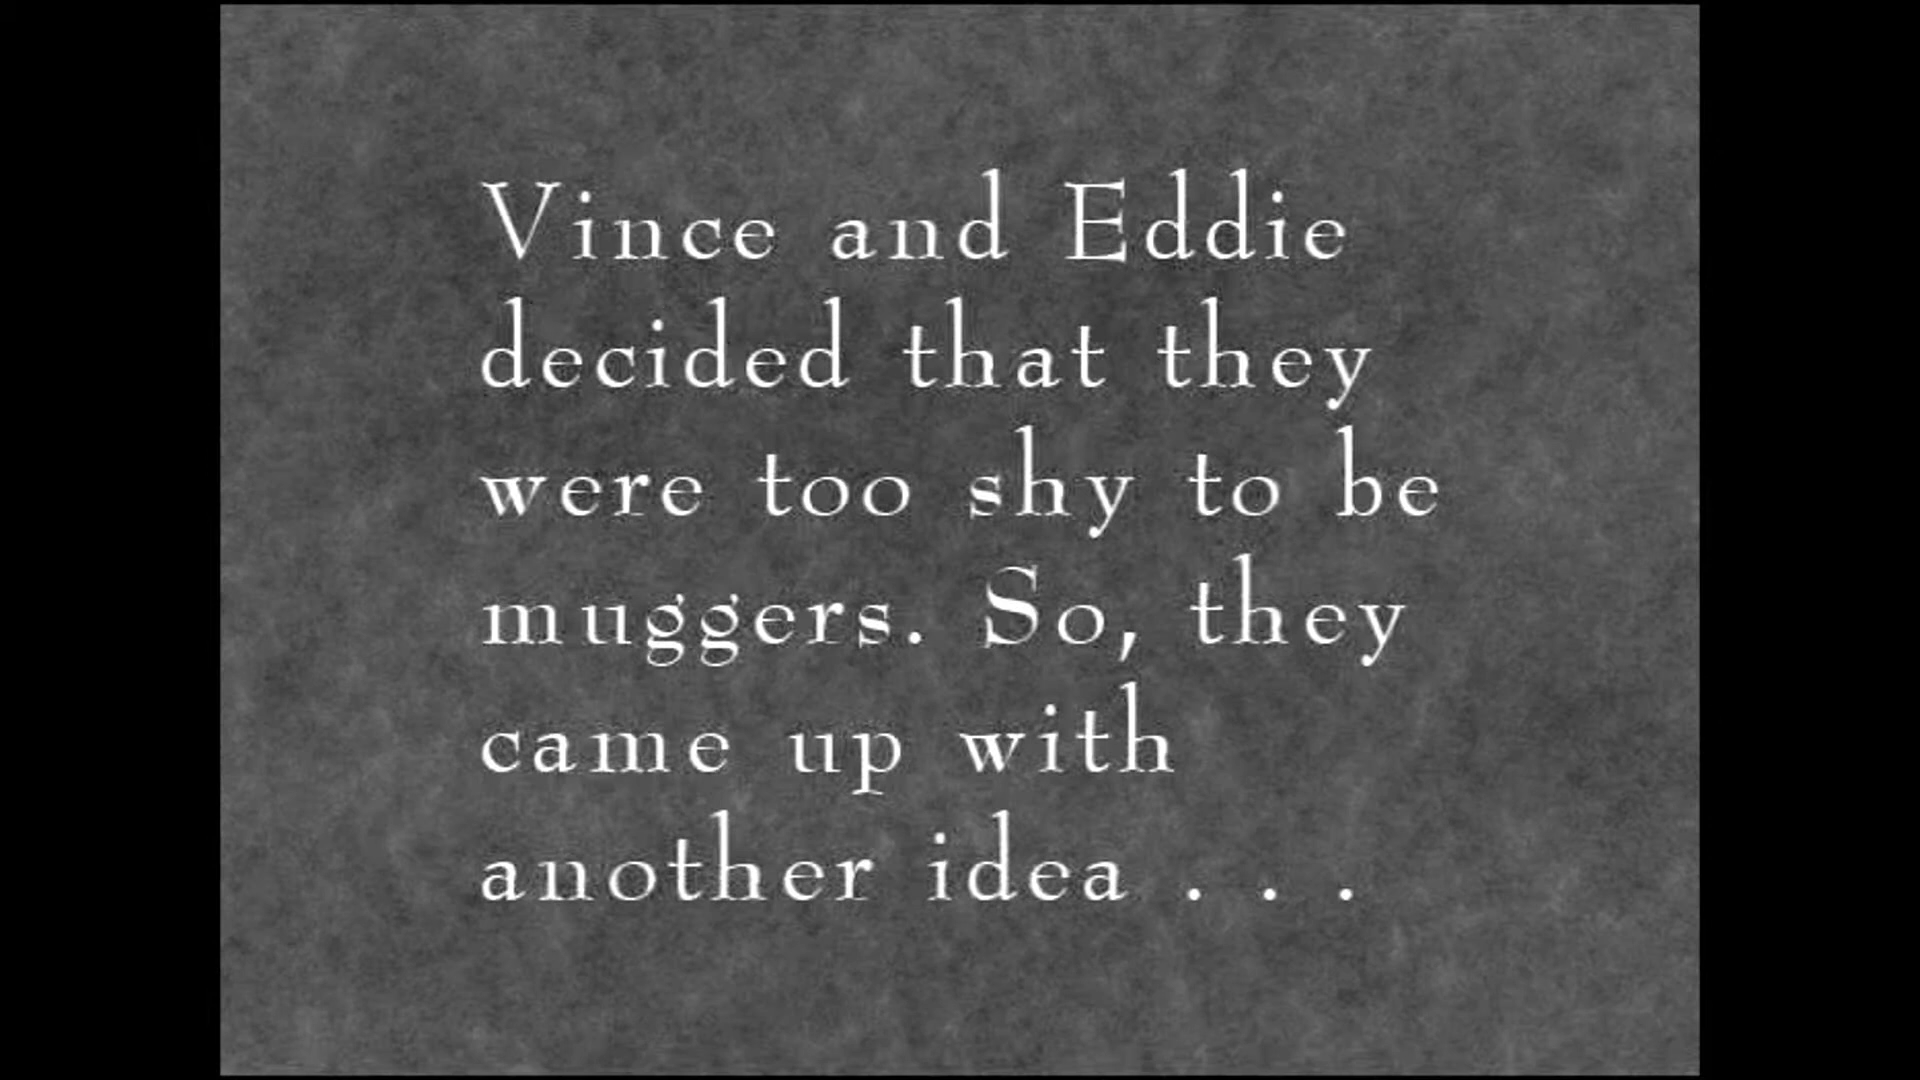 Vince and Eddie
decided that they
were too shy to be
muggers. So, they
came up with
another idea . . .